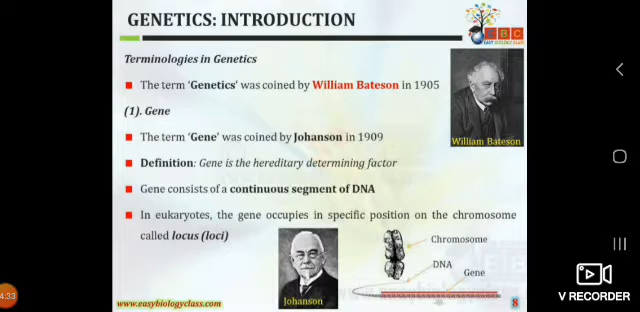 GENETICS: INTRODUCTION
EBC
EASY BIOLOGY CLASS
Terminologies in Genetics
The term 'Genetics' was coined by William Bateson in 1905
(1). Gene
The term 'Gene' was coined by Johanson in 1909
William Bateson
Definition: Gene is the hereditary determining factor
Gene consists of a continuous segment of DNA
In eukaryotes, the gene occupies in specific position on the chromosome
called locus (loci)
Chromosome
DNA
Gene
Johanson
www.easybiologyclass.com
8
4:33
V RECORDER